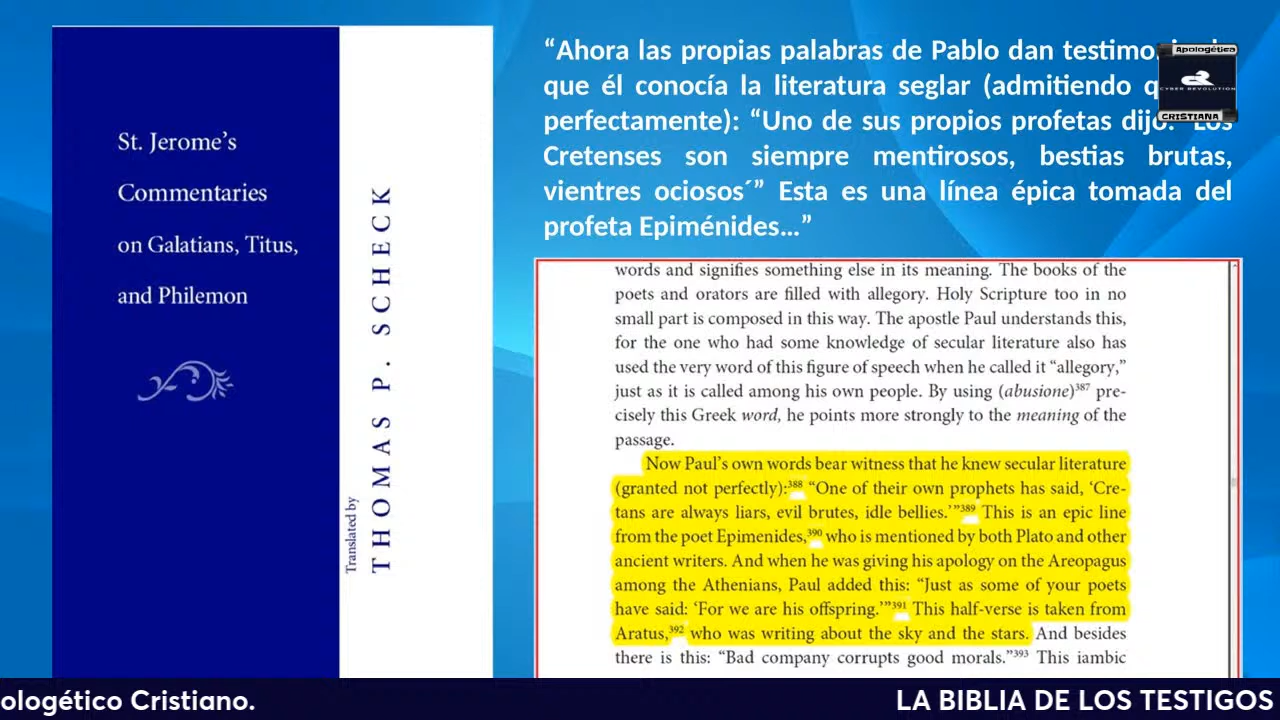 St. Jerome’s
Commentaries
on Galatians, Titus,
and Philemon
Translated by
THOMAS P. SCHECK
“Ahora las propias palabras de Pablo dan
que él conocía la literatura seglar (admitiendo
perfectamente): “Uno de sus propios profetas dijo:
Cretenses son siempre mentirosos, bestias brutas,
vientres ociosos´” Esta es una línea épica tomada del
profeta Epiménides…”
Apologética
CYBER REVOLUTION
CRISTIANA
words and signifies something else in its meaning. The books of the
poets and orators are filled with allegory. Holy Scripture too in no
small part is composed in this way. The apostle Paul understands this,
for the one who had some knowledge of secular literature also has
used the very word of this figure of speech when he called it “allegory,”
just as it is called among his own people. By using (abusione)387 pre-
cisely this Greek word, he points more strongly to the meaning of the
passage.
Now Paul’s own words bear witness that he knew secular literature
(granted not perfectly):388 “One of their own prophets has said, ‘Cre-
tans are always liars, evil brutes, idle bellies.’”389 This is an epic line
from the poet Epimenides,390 who is mentioned by both Plato and other
ancient writers. And when he was giving his apology on the Areopagus
among the Athenians, Paul added this: “Just as some of your poets
have said: ‘For we are his offspring.’”391 This half-verse is taken from
Aratus,392 who was writing about the sky and the stars. And besides
there is this: “Bad company corrupts good morals.”393 This iambic
ologético Cristiano.
LA BIBLIA DE LOS TESTIGOS